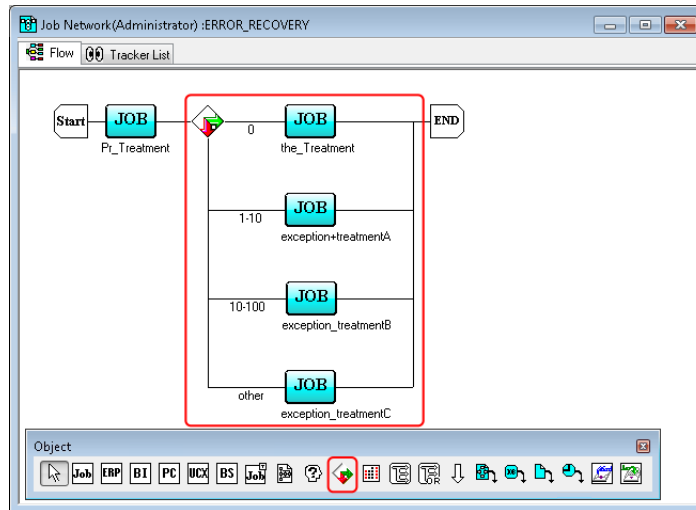 Job Network(Administrator) :ERROR_RECOVERY
Flow Tracker List
Start JOB 0 JOB END
Pr_Treatment the_Treatment
1-10 JOB
exception+treatmentA
10-100 JOB
exception_treatmentB
other JOB
exception_treatmentC
Object
Job ERP BI PC UCX BS Job OR